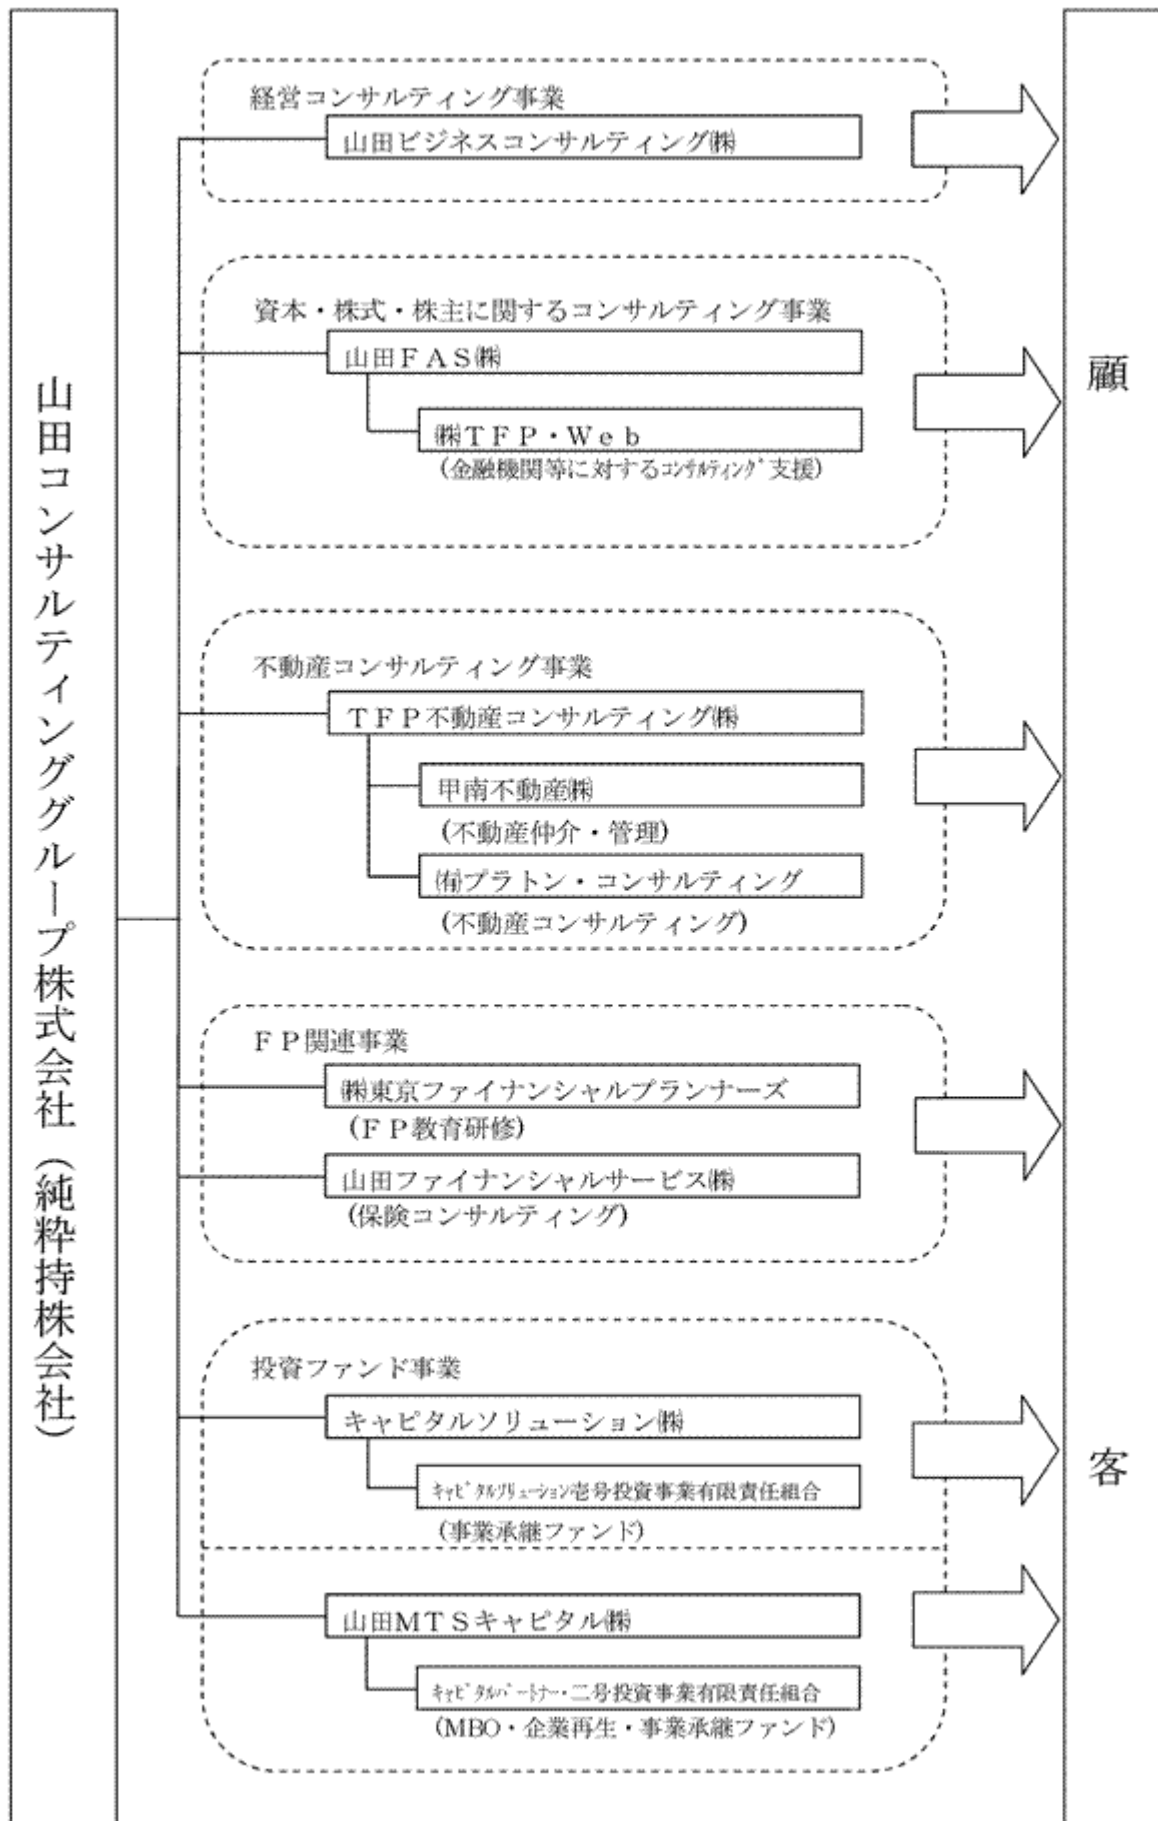 山田コンサルティンググループ株式会社（純粋持株会社）
経営コンサルティング事業
山田ビジネスコンサルティング㈱
資本・株式・株主に関するコンサルティング事業
山田ＦＡＳ㈱
㈱ＴＦＰ・Ｗｅｂ
(金融機関等に対するｺﾝｻﾙﾃｨﾝｸﾞ支援)
不動産コンサルティング事業
ＴＦＰ不動産コンサルティング㈱
甲南不動産㈱
(不動産仲介・管理)
㈲プラトン・コンサルティング
(不動産コンサルティング)
ＦＰ関連事業
㈱東京ファイナンシャルプランナーズ
(ＦＰ教育研修)
山田ファイナンシャルサービス㈱
(保険コンサルティング)
投資ファンド事業
キャピタルソリューション㈱
ｷｬﾋﾟﾀﾙｿﾘｭｰｼｮﾝ壱号投資事業有限責任組合
(事業承継ファンド)
山田ＭＴＳキャピタル㈱
ｷｬﾋﾟﾀﾙﾊﾟｰﾄﾅｰ・二号投資事業有限責任組合
(MBO・企業再生・事業承継ファンド)
顧客